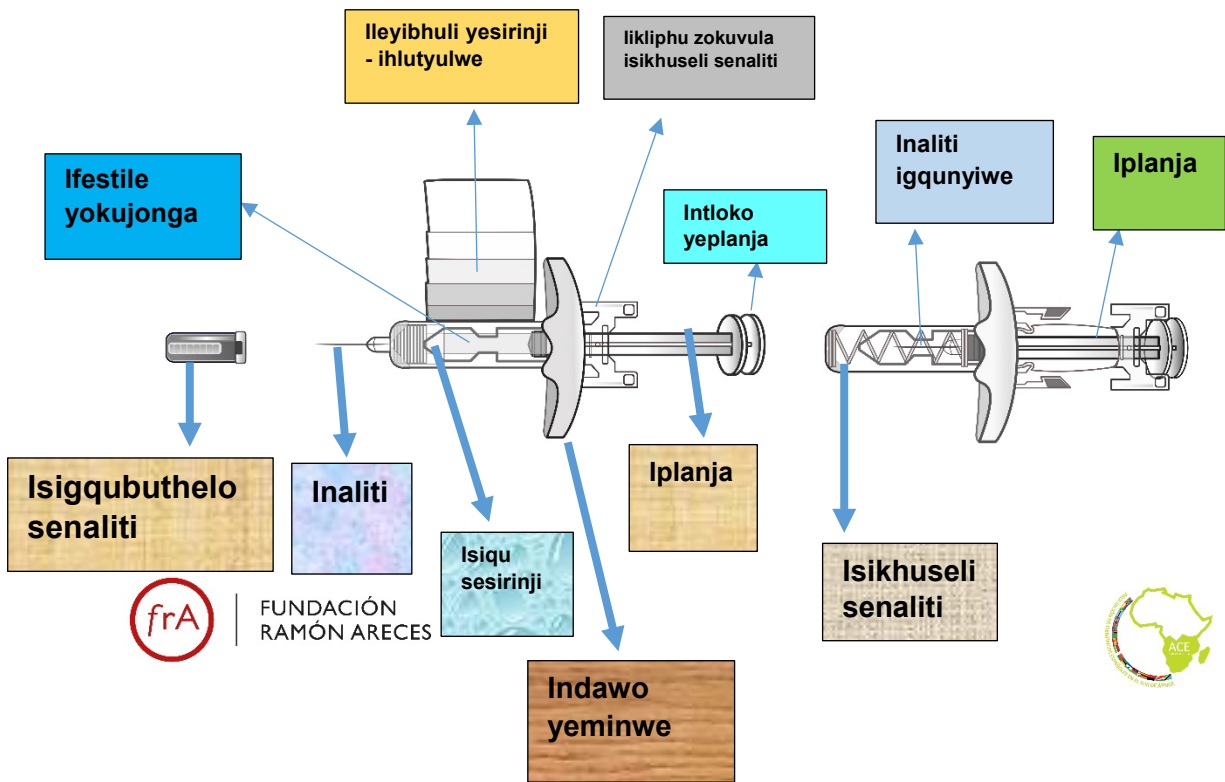 Ileyibhuli yesirinji
- ihlutyulwe
Iikliphu zokuvula
isikhuseli senaliti
Ifestile
yokujonga
Inaliti
igqunyiwe
Iplanja
Intloko
yeplanja
Isigqubuthelo
senaliti
Inaliti
Isiqu
sesirinji
Iplanja
Isikhuseli
senaliti
Indawo
yeminwe
frA
FUNDACIÓN
RAMÓN ARECES
ACE